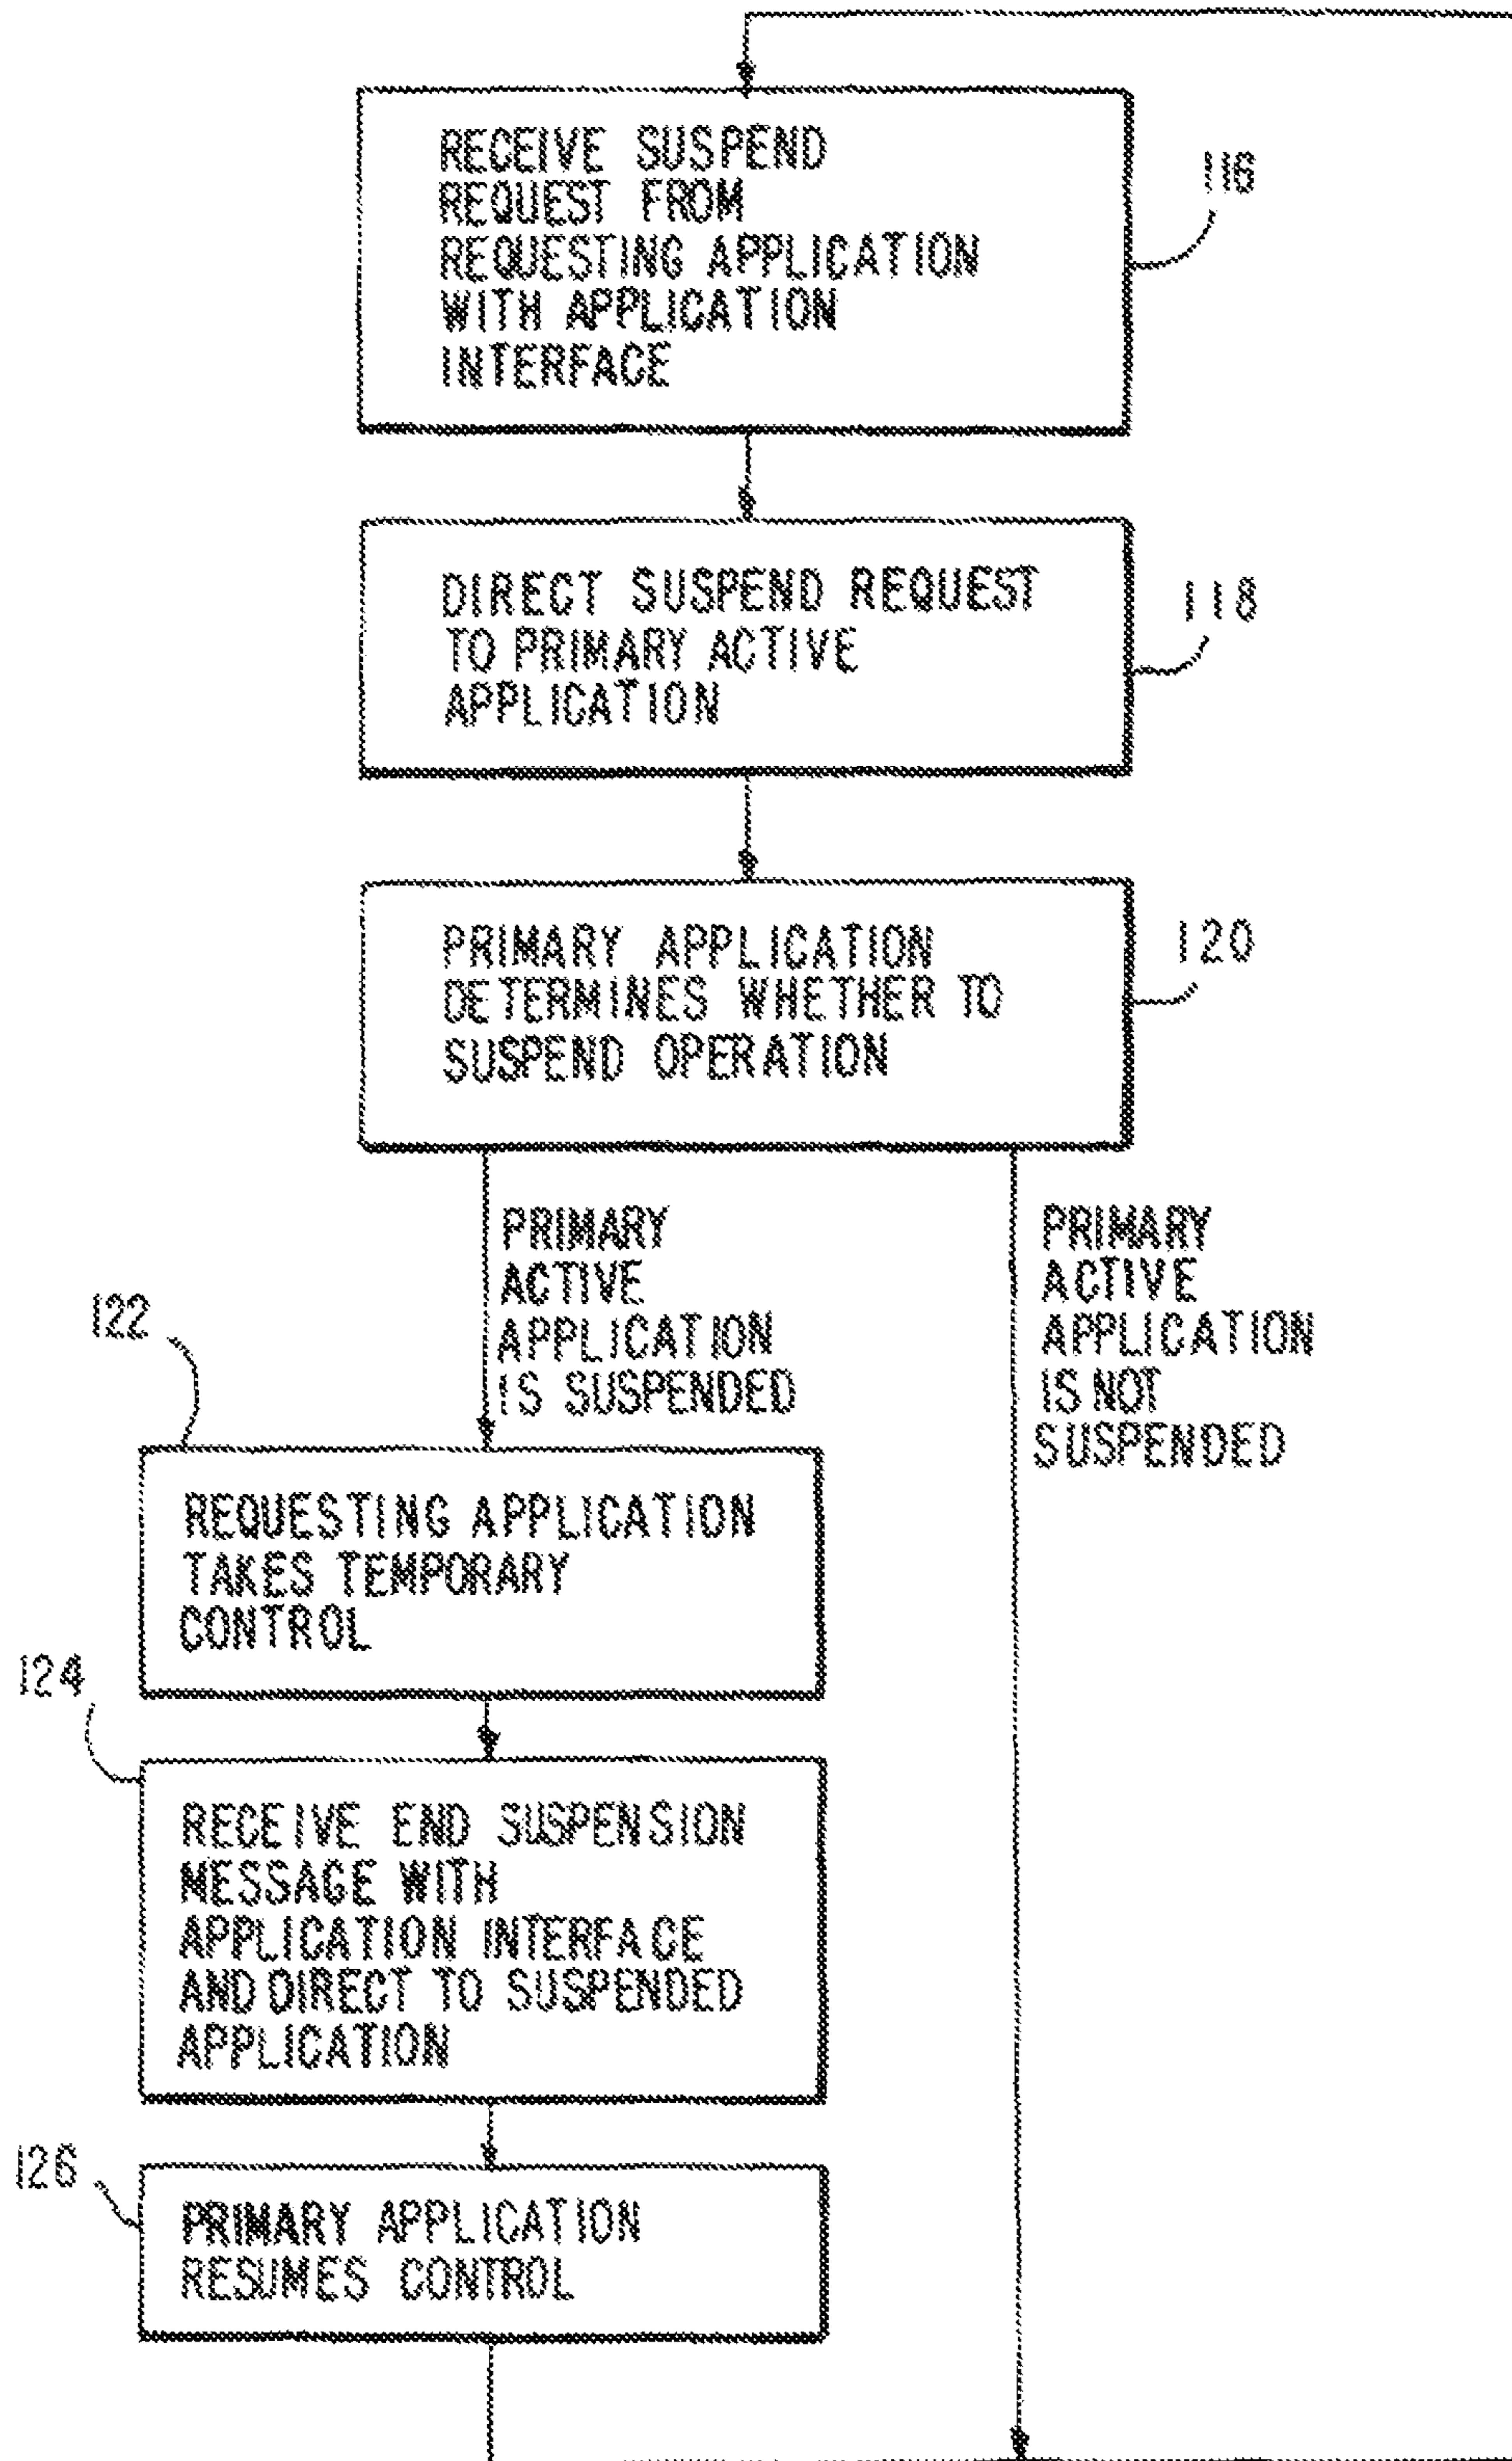 RECEIVE SUSPEND
REQUEST FROM
REQUESTING APPLICATION
WITH APPLICATION
INTERFACE
116
DIRECT SUSPEND REQUEST
TO PRIMARY ACTIVE
APPLICATION
118
PRIMARY APPLICATION
DETERMINES WHETHER TO
SUSPEND OPERATION
120
PRIMARY
ACTIVE
APPLICATION
IS SUSPENDED
PRIMARY
ACTIVE
APPLICATION
IS NOT
SUSPENDED
122
REQUESTING APPLICATION
TAKES TEMPORARY
CONTROL
124
RECEIVE END SUSPENSION
MESSAGE WITH
APPLICATION INTERFACE
AND DIRECT TO SUSPENDED
APPLICATION
126
PRIMARY APPLICATION
RESUMES CONTROL